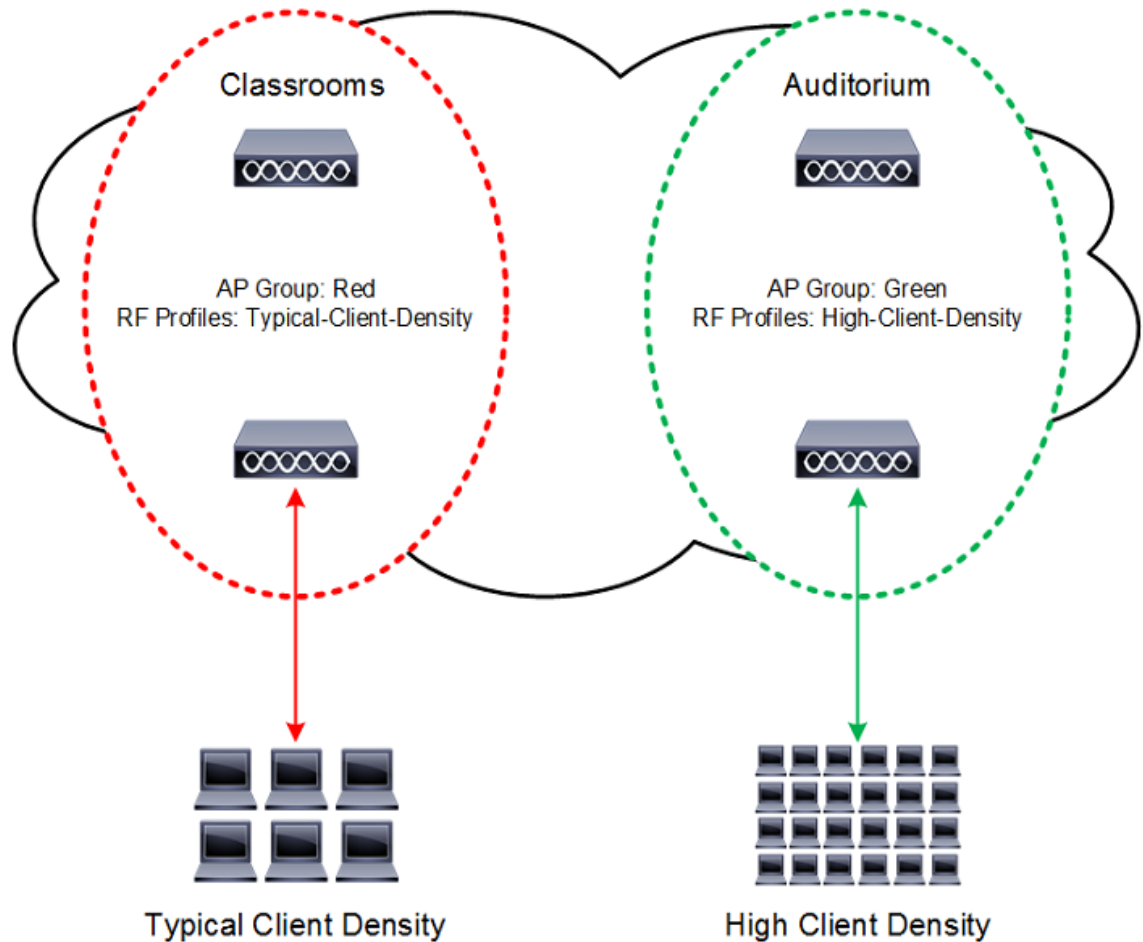 Classrooms
Auditorium
AP Group: Red
RF Profiles: Typical-Client-Density
AP Group: Green
RF Profiles: High-Client-Density
Typical Client Density
High Client Density